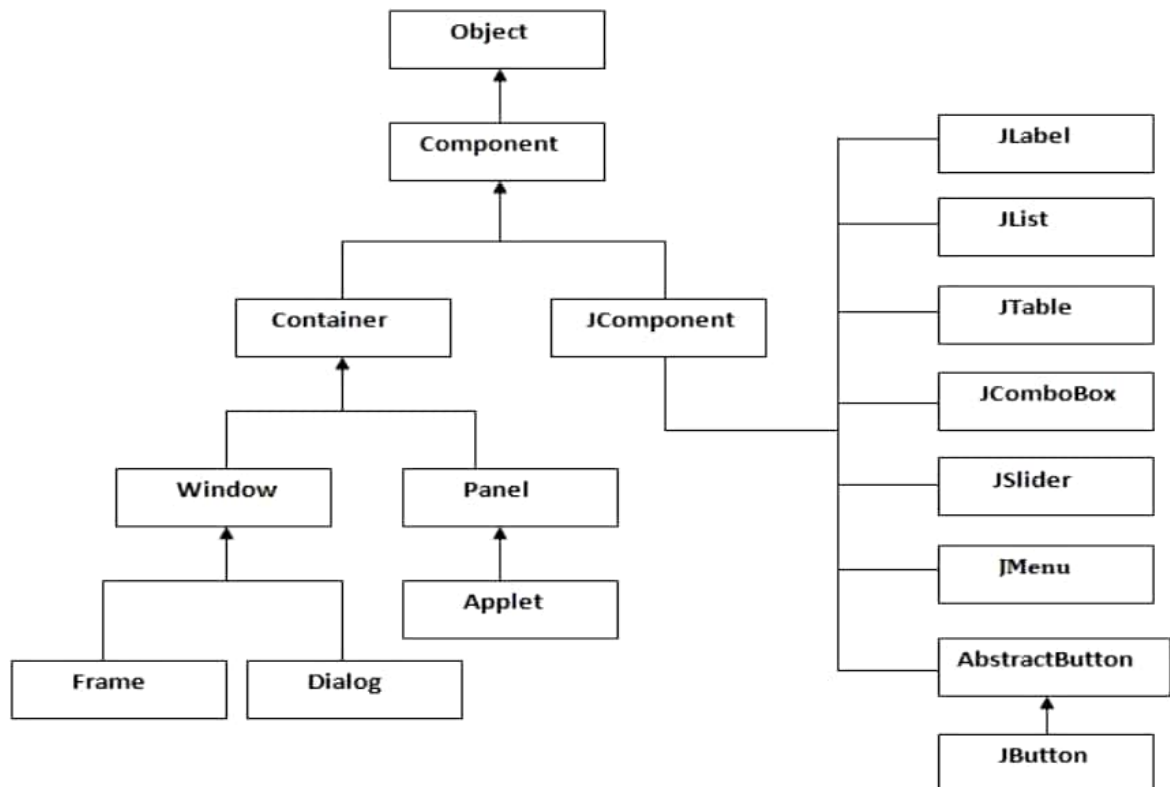 Object
Component
Container
JComponent
Window
Panel
Applet
Frame
Dialog
JLabel
JList
JTable
JComboBox
JSlider
JMenu
AbstractButton
JButton